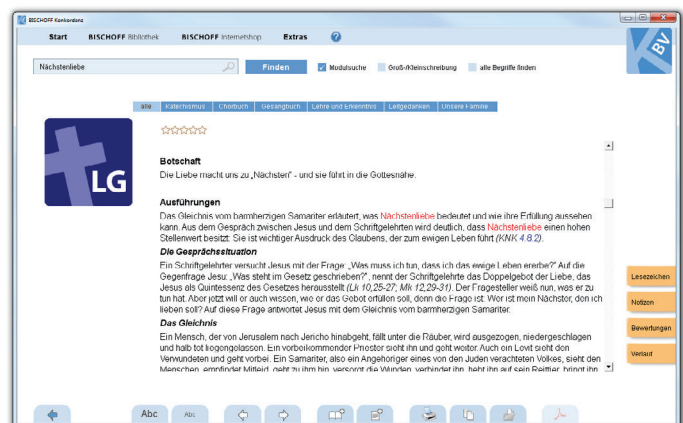 BISCHOFF Konkordanz
Start BISCHOFF Bibliothek BISCHOFF Internetshop Extras ?
KBV
Nächstenliebe Finden Modulsuche Groß-/Kleinschreibung alle Begriffe finden
alle Katechismus Chorbuch Gesangbuch Lehre und Erkenntnis Leitgedanken Unsere Familie
LG
Botschaft
Die Liebe macht uns zu „Nächsten" - und sie führt in die Gottesnähe.
Ausführungen
Das Gleichnis vom barmherzigen Samariter erläutert, was Nächstenliebe bedeutet und wie ihre Erfüllung aussehen
kann. Aus dem Gespräch zwischen Jesus und dem Schriftgelehrten wird deutlich, dass Nächstenliebe einen hohen
Stellenwert besitzt: Sie ist wichtiger Ausdruck des Glaubens, der zum ewigen Leben führt (KNK 4.8.2).
Die Gesprächssituation
Ein Schriftgelehrter versucht Jesus mit der Frage: „Was muss ich tun, dass ich das ewige Leben ererbe?" Auf die
Gegenfrage Jesu: „Was steht im Gesetz geschrieben?", nennt der Schriftgelehrte das Doppelgebot der Liebe, das
Jesus als Quintessenz des Gesetzes herausstellt (Lk 10,25-27; Mk 12,29-31). Der Fragesteller weiß nun, was er zu
tun hat. Aber jetzt will er auch wissen, wie er das Gebot erfüllen soll, denn die Frage ist: Wer ist mein Nächster, den ich
lieben soll? Auf diese Frage antwortet Jesus mit dem Gleichnis vom barmherzigen Samariter.
Das Gleichnis
Ein Mensch, der von Jerusalem nach Jericho hinabgeht, fällt unter die Räuber, wird ausgezogen, niedergeschlagen
und halb tot liegengelassen. Ein vorbeikommender Priester sieht ihn und geht weiter. Auch ein Levit sieht den
Verwundeten und geht vorbei. Ein Samariter, also ein Angehöriger eines von den Juden verachteten Volkes, sieht den
Menschen, empfindet Mitleid, geht zu ihm hin, versorgt die Wunden, verbindet ihn, hebt ihn auf sein Reittier, bringt ihn
Lesezeichen
Notizen
Bewertungen
Verlauf
Abc Abc